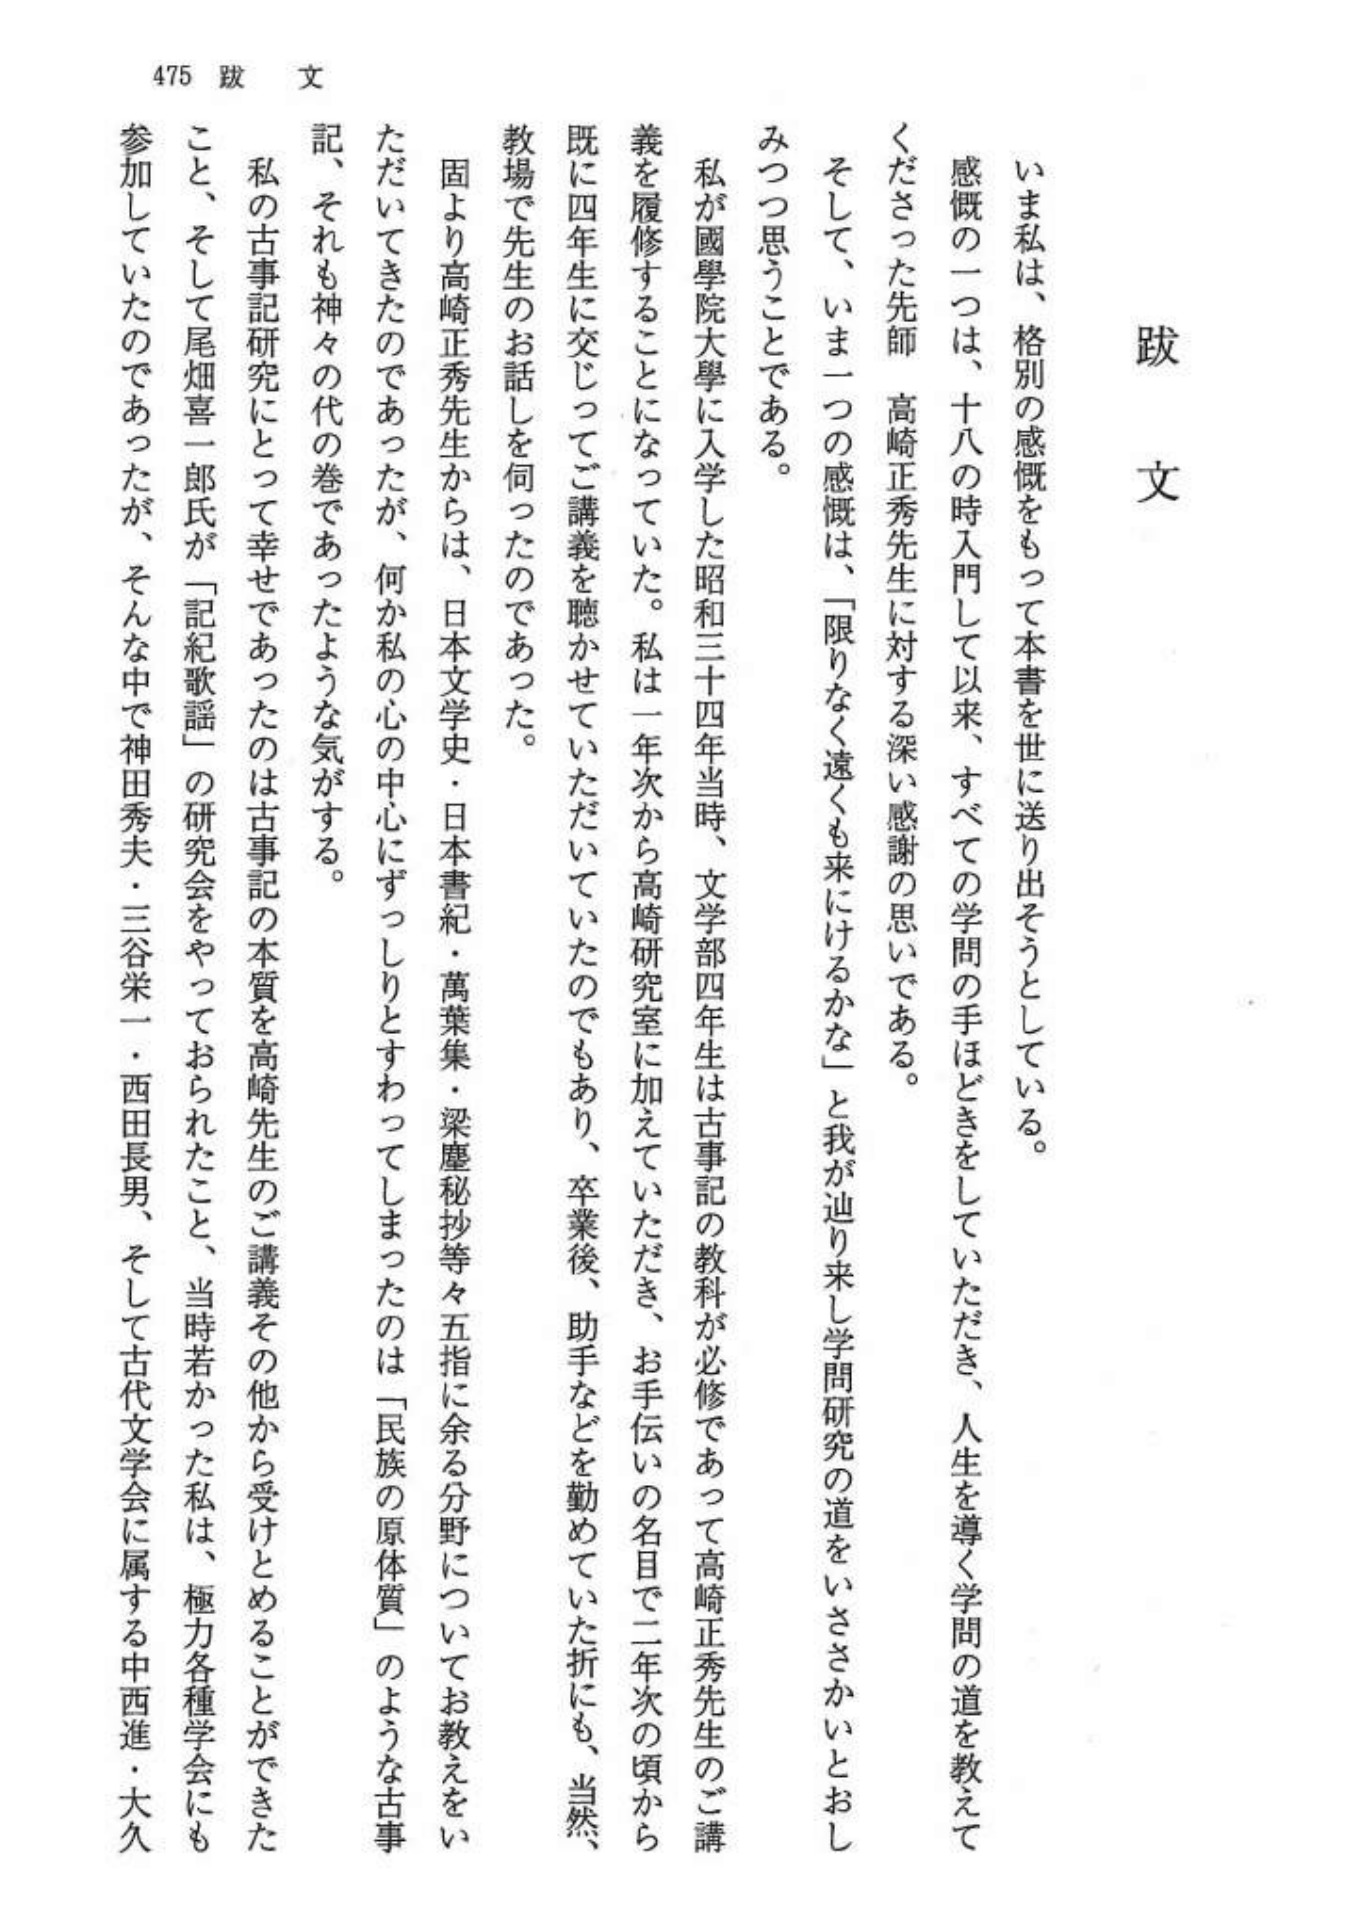 475　跋　文
跋　文
いま私は、格別の感慨をもって本書を世に送り出そうとしている。
感慨の一つは、十八の時入門して以来、すべての学問の手ほどきをしていただき、人生を導く学問の道を教えて
くださった先師　高崎正秀先生に対する深い感謝の思いである。
そして、いま一つの感慨は、「限りなく遠くも来にけるかな」と我が辿り来し学問研究の道をいささかいとおし
みつつ思うことである。
私が國學院大學に入学した昭和三十四年当時、文学部四年生は古事記の教科が必修であって高崎正秀先生のご講
義を履修することになっていた。私は一年次から高崎研究室に加えていただき、お手伝いの名目で二年次の頃から
既に四年生に交じってご講義を聴かせていただいていたのでもあり、卒業後、助手などを勤めていた折にも、当然、
教場で先生のお話しを伺ったのであった。
固より高崎正秀先生からは、日本文学史・日本書紀・萬葉集・梁塵秘抄等々五指に余る分野についてお教えをい
ただいてきたのであったが、何か私の心の中心にずっしりとすわってしまったのは「民族の原体質」のような古事
記、それも神々の代の巻であったような気がする。
私の古事記研究にとって幸せであったのは古事記の本質を高崎先生のご講義その他から受けとめることができた
こと、そして尾畑喜一郎氏が「記紀歌謡」の研究会をやっておられたこと、当時若かった私は、極力各種学会にも
参加していたのであったが、そんな中で神田秀夫・三谷栄一・西田長男、そして古代文学会に属する中西進・大久